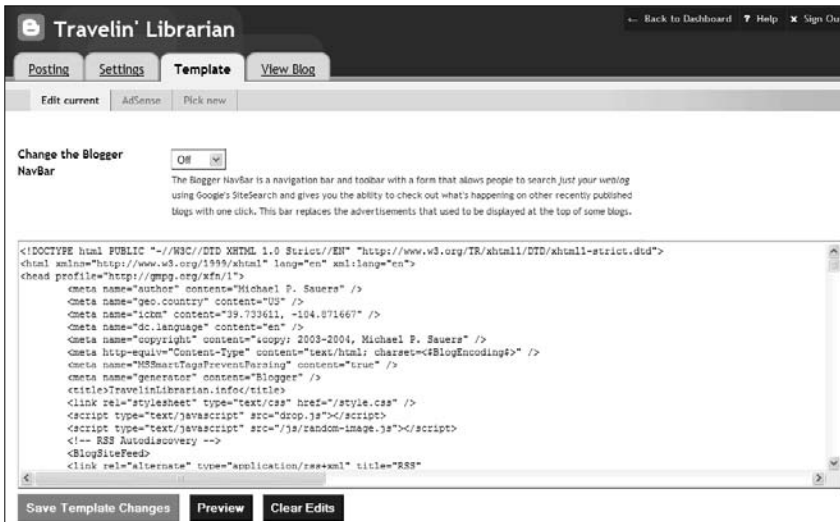 Travelin' Librarian
← Back to Dashboard ? Help × Sign Ou
Posting Settings Template View Blog
Edit current AdSense Pick new
Change the Blogger NavBar
Off
The Blogger NavBar is a navigation bar and toolbar with a form that allows people to search just your weblog
using Google's SiteSearch and gives you the ability to check out what's happening on other recently published
blogs with one click. This bar replaces the advertisements that used to be displayed at the top of some blogs.
<!DOCTYPE html PUBLIC "-//W3C//DTD XHTML 1.0 Strict//EN" "http://www.w3.org/TR/xhtml1/DTD/xhtml1-strict.dtd">
<html xmlns="http://www.w3.org/1999/xhtml" lang="en" xml:lang="en">
<head profile="http://gmpg.org/xfn/1">
<meta name="author" content="Michael P. Sauers" />
<meta name="geo.country" content="US" />
<meta name="icbm" content="39.733611, -104.871667" />
<meta name="dc.language" content="en" />
<meta name="copyright" content="&copy; 2003-2004, Michael P. Sauers" />
<meta http-equiv="Content-Type" content="text/html; charset=<$BlogEncoding$>" />
<meta name="MSSmartTagsPreventParsing" content="true" />
<meta name="generator" content="Blogger" />
<title>TravelinLibrarian.info</title>
<link rel="stylesheet" type="text/css" href="/style.css" />
<script type="text/javascript" src="drop.js"></script>
<script type="text/javascript" src="/js/random-image.js"></script>
<!-- RSS Autodiscovery -->
<BlogSiteFeed>
<link rel="alternate" type="application/rss+xml" title="RSS"
Save Template Changes Preview Clear Edits